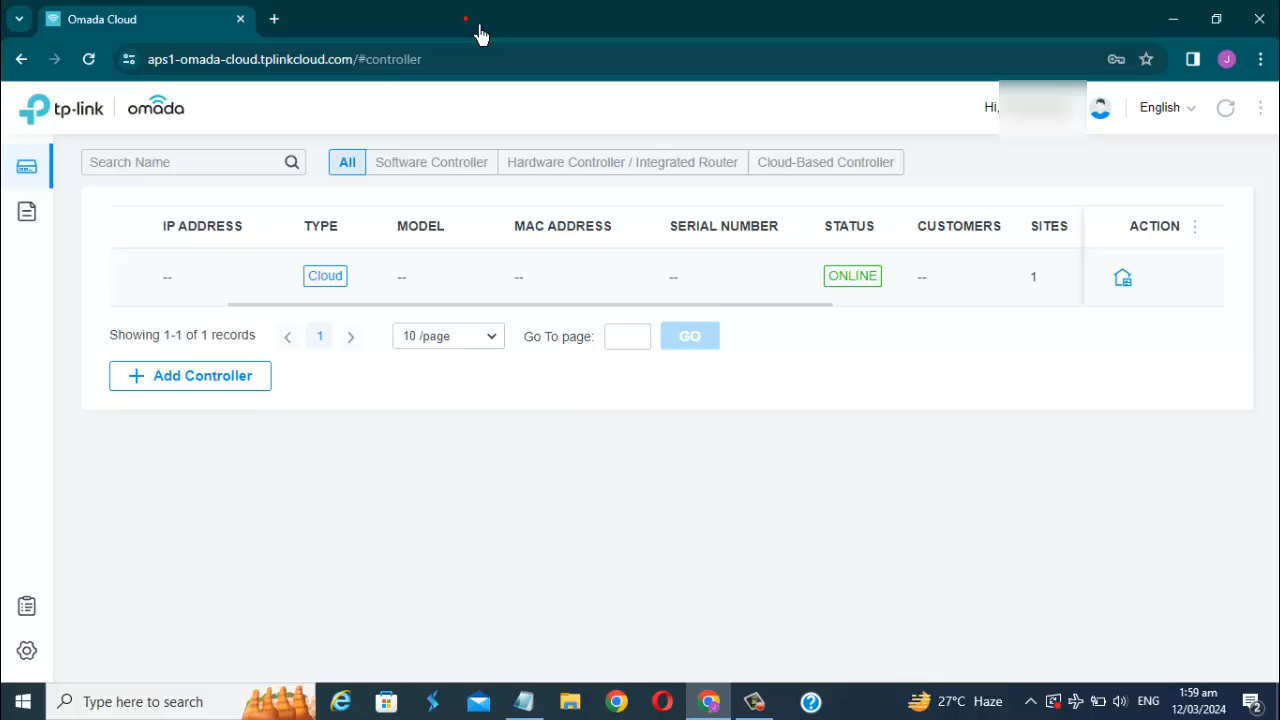 Omada Cloud
aps1-omada-cloud.tplinkcloud.com/#controller
J
tp-link omada
Hi,
English
Search Name
All Software Controller Hardware Controller / Integrated Router Cloud-Based Controller
IP ADDRESS TYPE MODEL MAC ADDRESS SERIAL NUMBER STATUS CUSTOMERS SITES ACTION
-- Cloud -- -- -- ONLINE -- 1
Showing 1-1 of 1 records 1 10 /page Go To page: GO
+ Add Controller
Type here to search
27°C Haze
ENG
1:59 am
12/03/2024
2